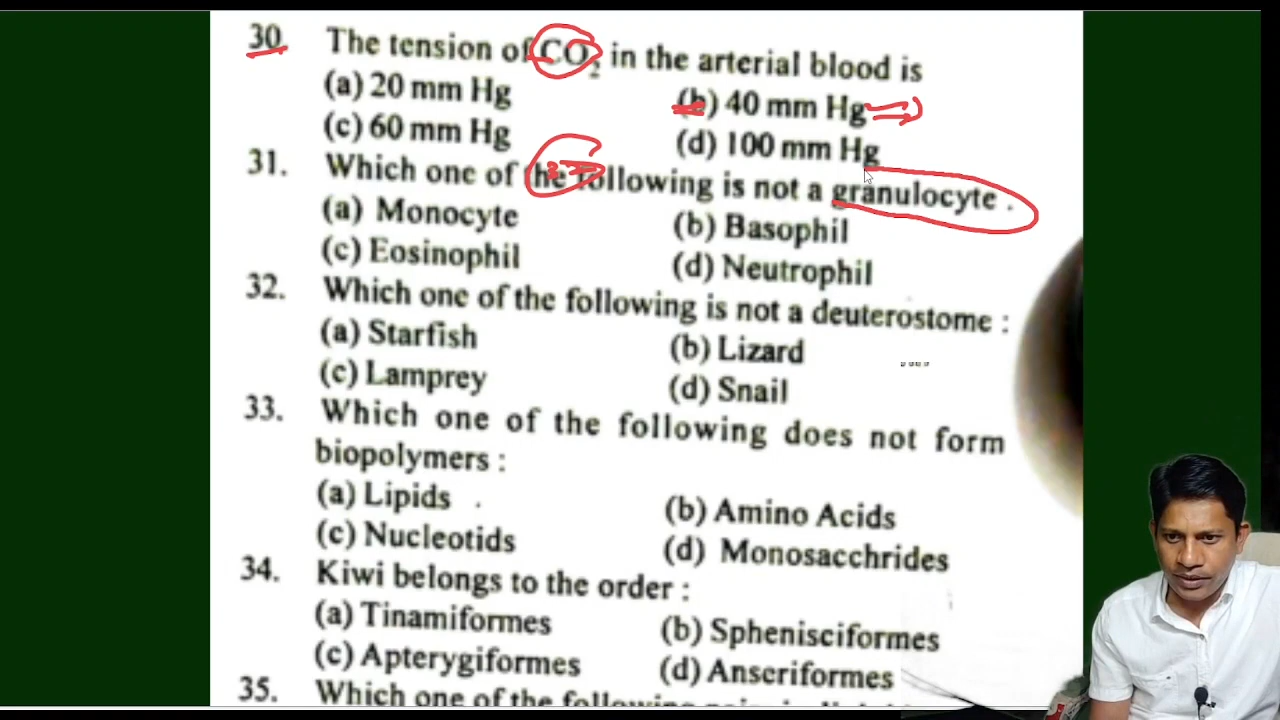 30. The tension of CO₂ in the arterial blood is
(a) 20 mm Hg (b) 40 mm Hg
(c) 60 mm Hg (d) 100 mm Hg
31. Which one of the following is not a granulocyte .
(a) Monocyte (b) Basophil
(c) Eosinophil (d) Neutrophil
32. Which one of the following is not a deuterostome :
(a) Starfish (b) Lizard
(c) Lamprey (d) Snail
33. Which one of the following does not form
biopolymers :
(a) Lipids . (b) Amino Acids
(c) Nucleotids (d) Monosacchrides
34. Kiwi belongs to the order :
(a) Tinamiformes (b) Sphenisciformes
(c) Apterygiformes (d) Anseriformes
35. Which one of the following